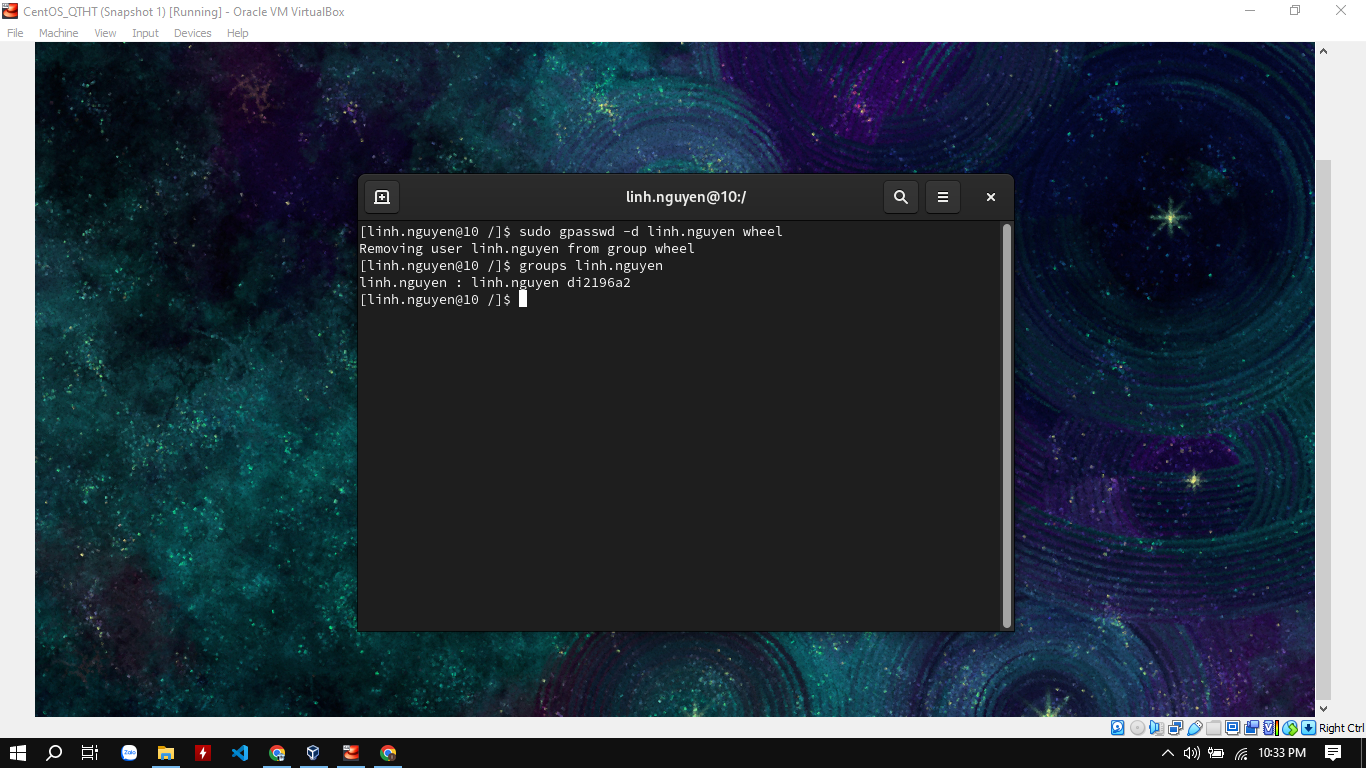 CentOS_QTHT (Snapshot 1) [Running] - Oracle VM VirtualBox
File Machine View Input Devices Help
linh.nguyen@10:/
[linh.nguyen@10 /]$ sudo gpasswd -d linh.nguyen wheel
Removing user linh.nguyen from group wheel
[linh.nguyen@10 /]$ groups linh.nguyen
linh.nguyen : linh.nguyen di2196a2
[linh.nguyen@10 /]$
Right Ctrl
Zalo
10:33 PM